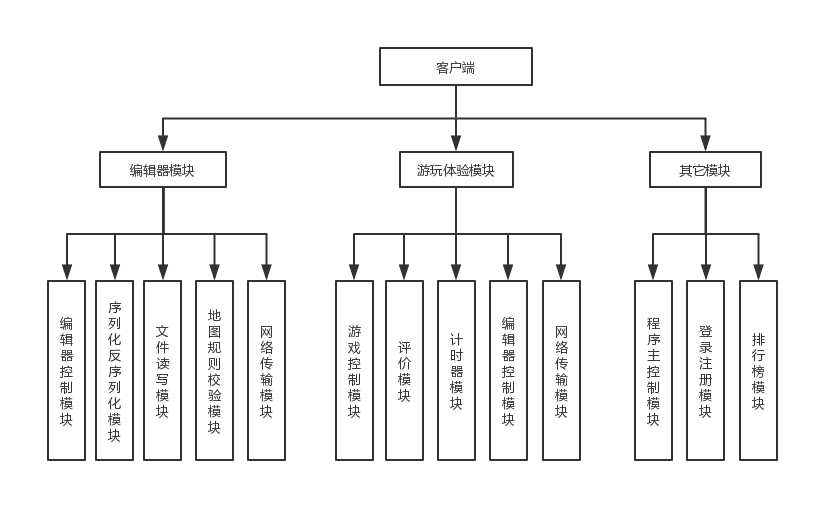 客户端
编辑器模块
游玩体验模块
其它模块
编辑器控制模块
序列化反序列化模块
文件读写模块
地图规则校验模块
网络传输模块
游戏控制模块
评价模块
计时器模块
编辑器控制模块
网络传输模块
程序主控制模块
登录注册模块
排行榜模块